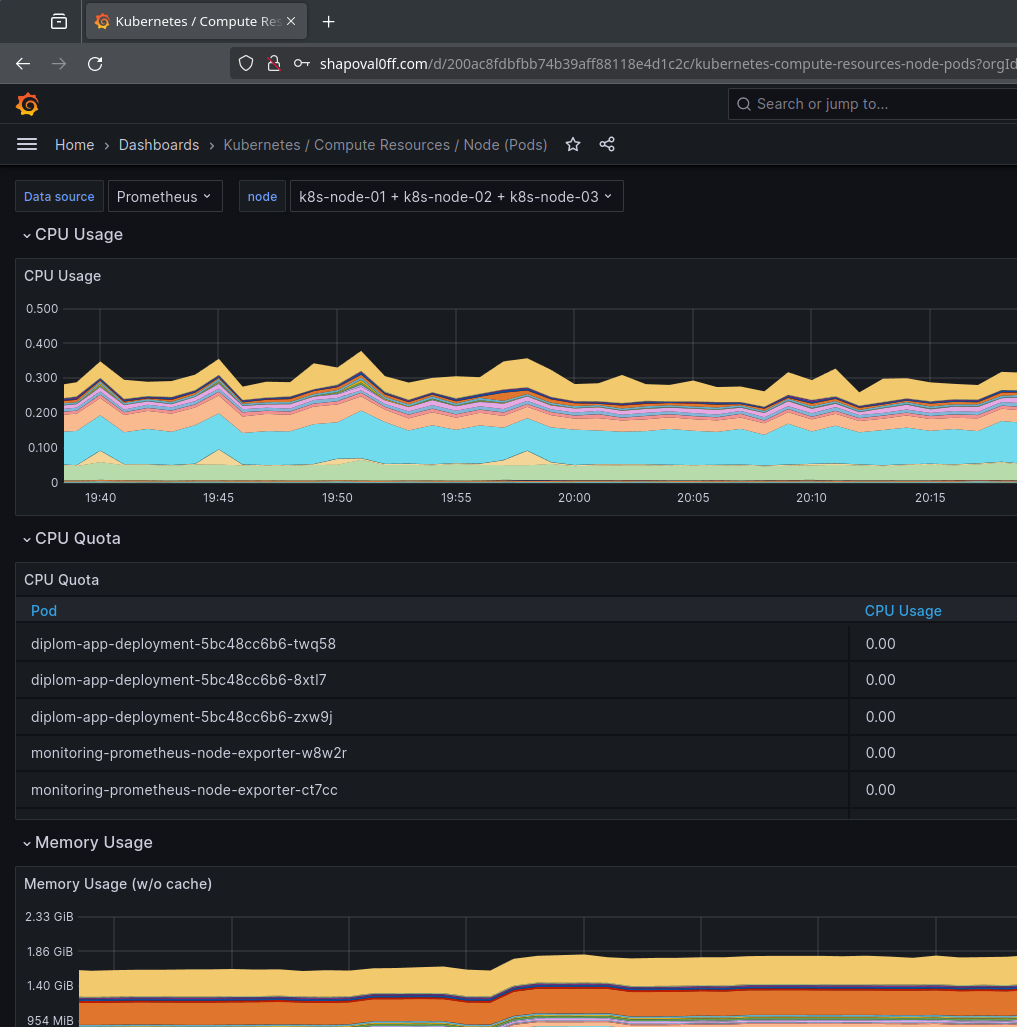 Kubernetes / Compute Res
shapoval0ff.com/d/200ac8fdbfbb74b39aff88118e4d1c2c/kubernetes-compute-resources-node-pods?orgId
Search or jump to...
Home › Dashboards › Kubernetes / Compute Resources / Node (Pods)
Data source Prometheus node k8s-node-01 + k8s-node-02 + k8s-node-03
CPU Usage
CPU Usage
0.500
0.400
0.300
0.200
0.100
0
19:40 19:45 19:50 19:55 20:00 20:05 20:10 20:15
CPU Quota
CPU Quota
Pod CPU Usage
diplom-app-deployment-5bc48cc6b6-twq58 0.00
diplom-app-deployment-5bc48cc6b6-8xtl7 0.00
diplom-app-deployment-5bc48cc6b6-zxw9j 0.00
monitoring-prometheus-node-exporter-w8w2r 0.00
monitoring-prometheus-node-exporter-ct7cc 0.00
Memory Usage
Memory Usage (w/o cache)
2.33 GiB
1.86 GiB
1.40 GiB
954 MiB